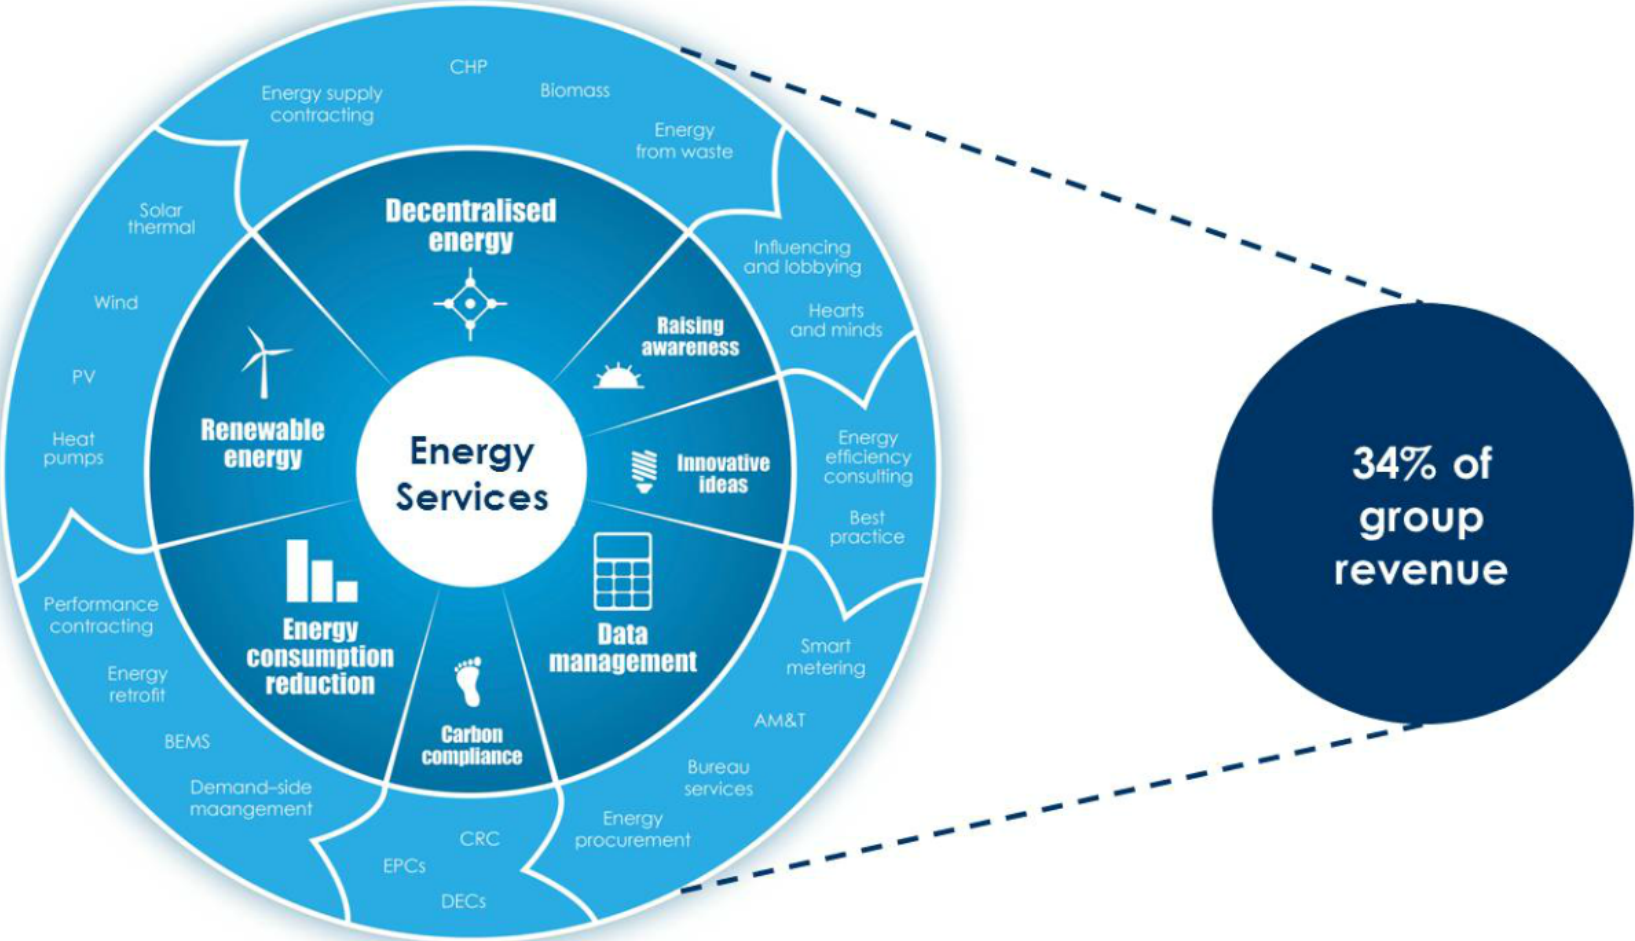 CHP
Energy supply
contracting
Biomass
Energy
from waste
Decentralised
energy
Solar
thermal
Wind
PV
Heat
pumps
Renewable
energy
Raising
awareness
Influencing
and lobbying
Hearts
and minds
Innovative
ideas
Energy
efficiency
consulting
Best
practice
Energy
Services
Energy
consumption
reduction
Performance
contracting
Energy
retrofit
BEMS
Demand–side
maangement
Carbon
compliance
CRC
EPCs
DECs
Data
management
Smart
metering
AM&T
Bureau
services
Energy
procurement
34% of
group
revenue